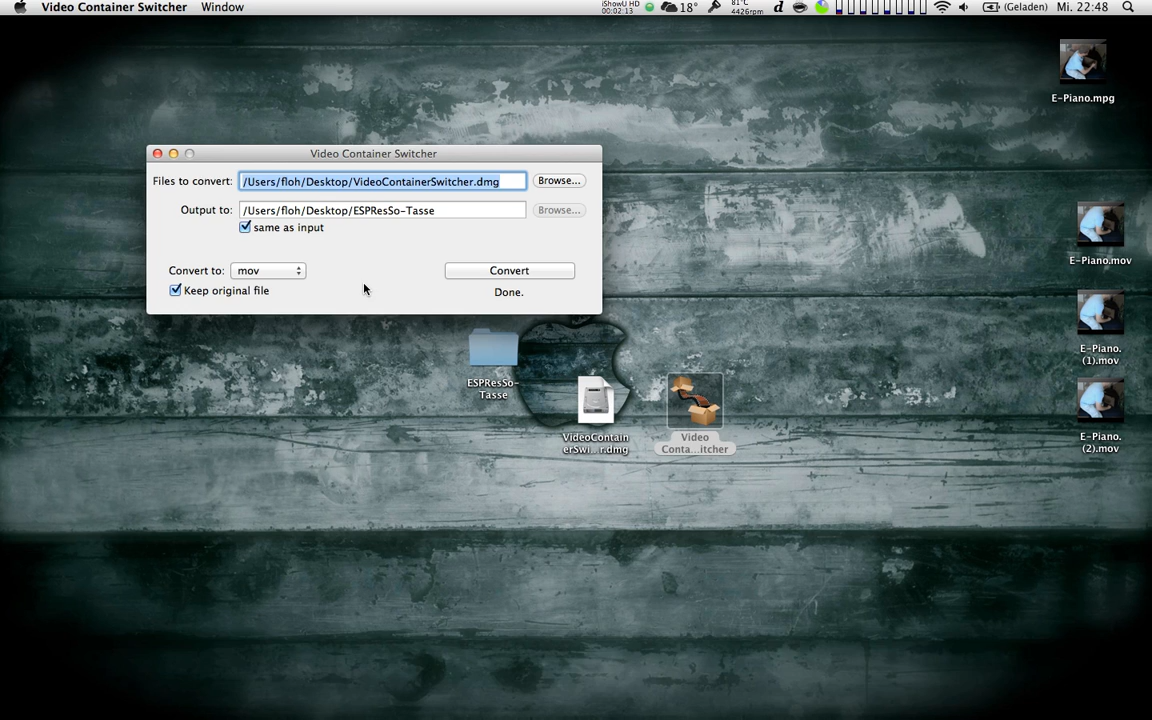 Video Container Switcher Window
iShowU HD
00:02:13
18°
81°C
4426rpm
d
(Geladen)
Mi. 22:48
E-Piano.mpg
Video Container Switcher
Files to convert: /Users/floh/Desktop/VideoContainerSwitcher.dmg Browse...
Output to: /Users/floh/Desktop/ESPResSo-Tasse Browse...
same as input
Convert to: mov Convert
Keep original file Done.
E-Piano.mov
E-Piano.
(1).mov
ESPResSo-
Tasse
VideoContain
erSwi...r.dmg
Video
Conta...itcher
E-Piano.
(2).mov